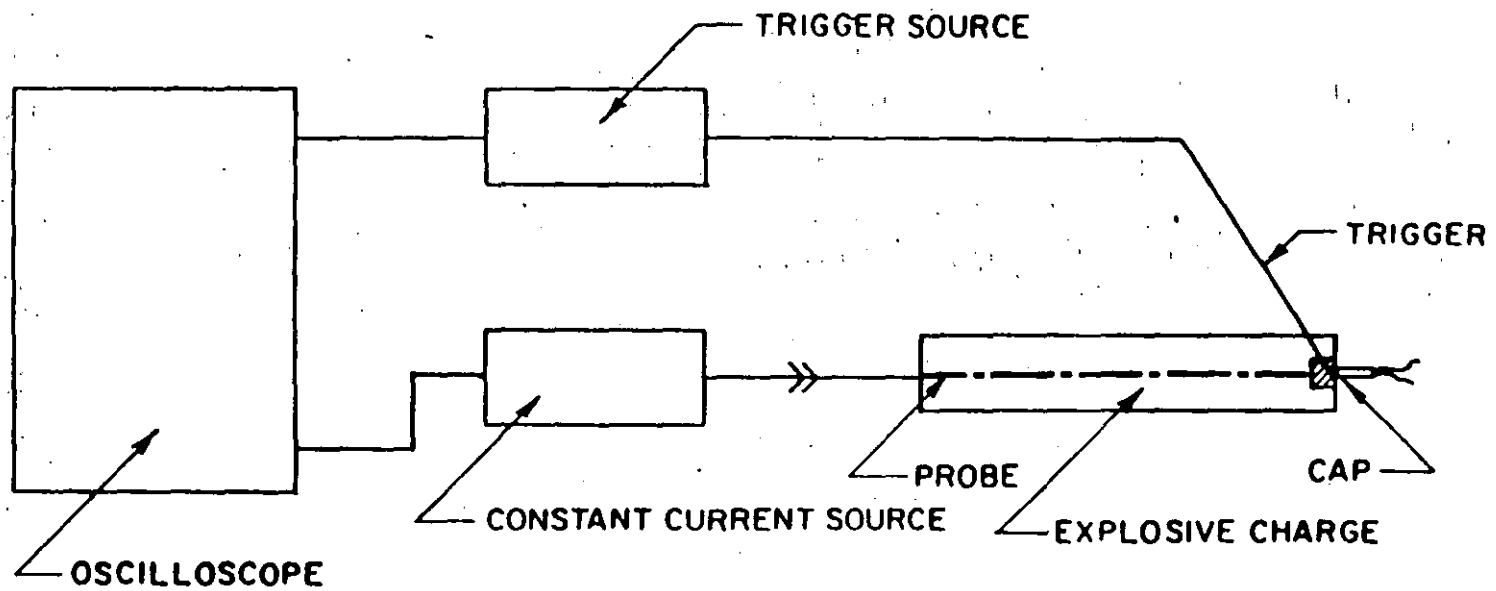 TRIGGER SOURCE
TRIGGER
PROBE
CAP
CONSTANT CURRENT SOURCE
EXPLOSIVE CHARGE
OSCILLOSCOPE